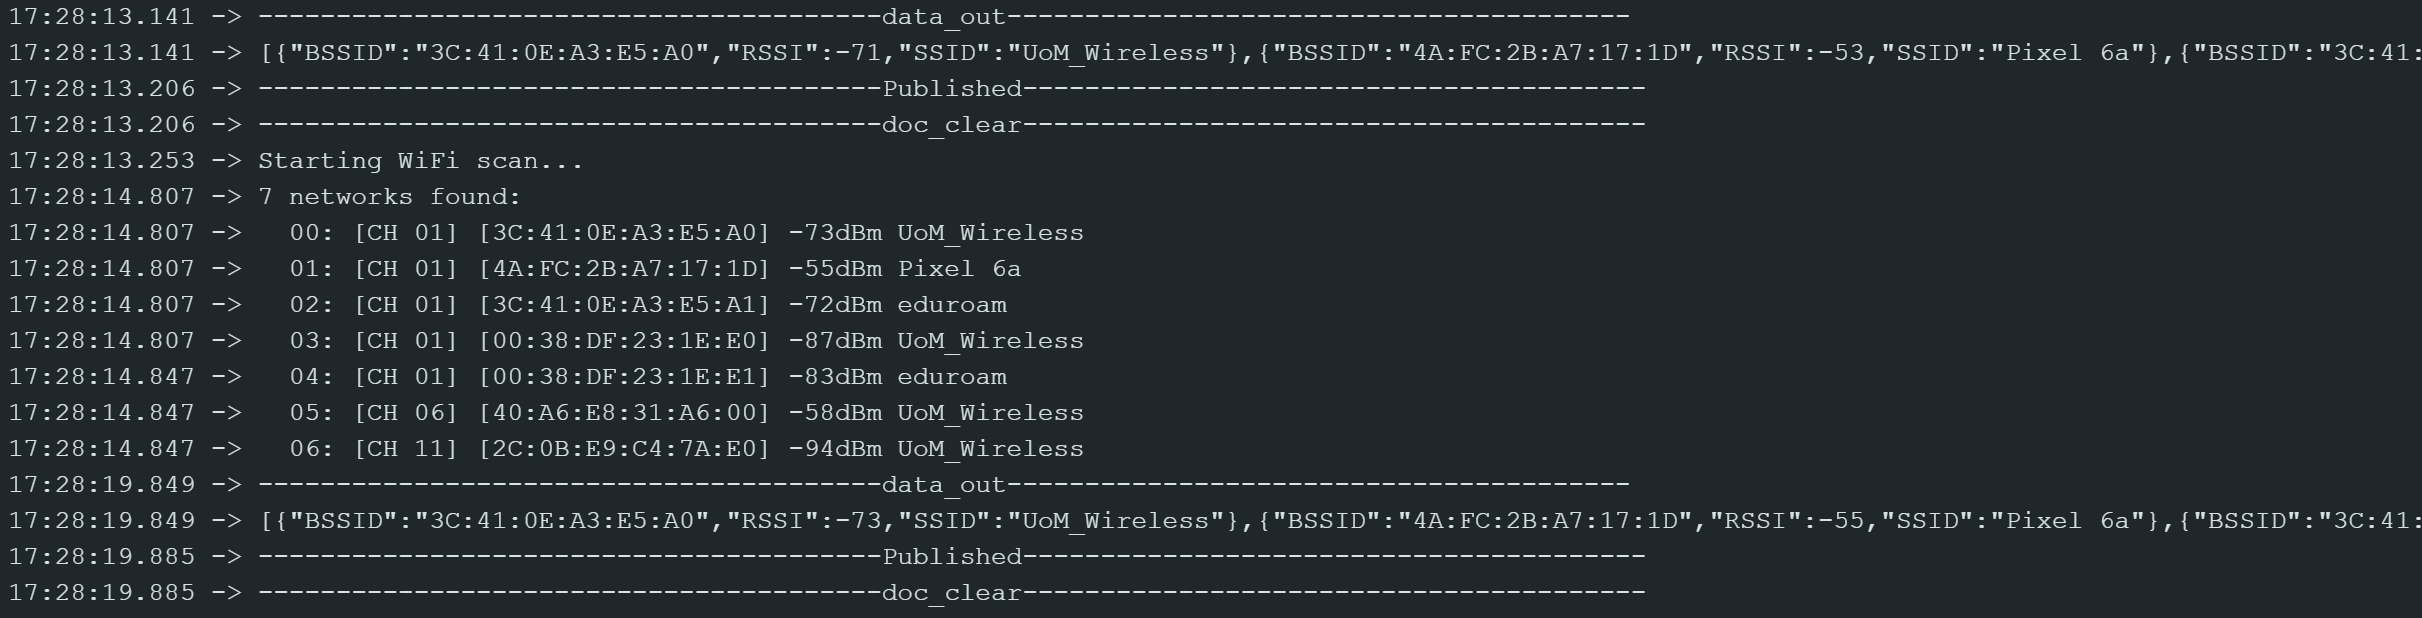 17:28:13.141 -> ----------------------------------------data_out----------------------------------------
17:28:13.141 -> [{"BSSID":"3C:41:0E:A3:E5:A0","RSSI":-71,"SSID":"UoM_Wireless"},{"BSSID":"4A:FC:2B:A7:17:1D","RSSI":-53,"SSID":"Pixel 6a"},{"BSSID":"3C:41:
17:28:13.206 -> ----------------------------------------Published----------------------------------------
17:28:13.206 -> ----------------------------------------doc_clear----------------------------------------
17:28:13.253 -> Starting WiFi scan...
17:28:14.807 -> 7 networks found:
17:28:14.807 ->   00: [CH 01] [3C:41:0E:A3:E5:A0] -73dBm UoM_Wireless
17:28:14.807 ->   01: [CH 01] [4A:FC:2B:A7:17:1D] -55dBm Pixel 6a
17:28:14.807 ->   02: [CH 01] [3C:41:0E:A3:E5:A1] -72dBm eduroam
17:28:14.807 ->   03: [CH 01] [00:38:DF:23:1E:E0] -87dBm UoM_Wireless
17:28:14.847 ->   04: [CH 01] [00:38:DF:23:1E:E1] -83dBm eduroam
17:28:14.847 ->   05: [CH 06] [40:A6:E8:31:A6:00] -58dBm UoM_Wireless
17:28:14.847 ->   06: [CH 11] [2C:0B:E9:C4:7A:E0] -94dBm UoM_Wireless
17:28:19.849 -> ----------------------------------------data_out----------------------------------------
17:28:19.849 -> [{"BSSID":"3C:41:0E:A3:E5:A0","RSSI":-73,"SSID":"UoM_Wireless"},{"BSSID":"4A:FC:2B:A7:17:1D","RSSI":-55,"SSID":"Pixel 6a"},{"BSSID":"3C:41:
17:28:19.885 -> ----------------------------------------Published----------------------------------------
17:28:19.885 -> ----------------------------------------doc_clear----------------------------------------